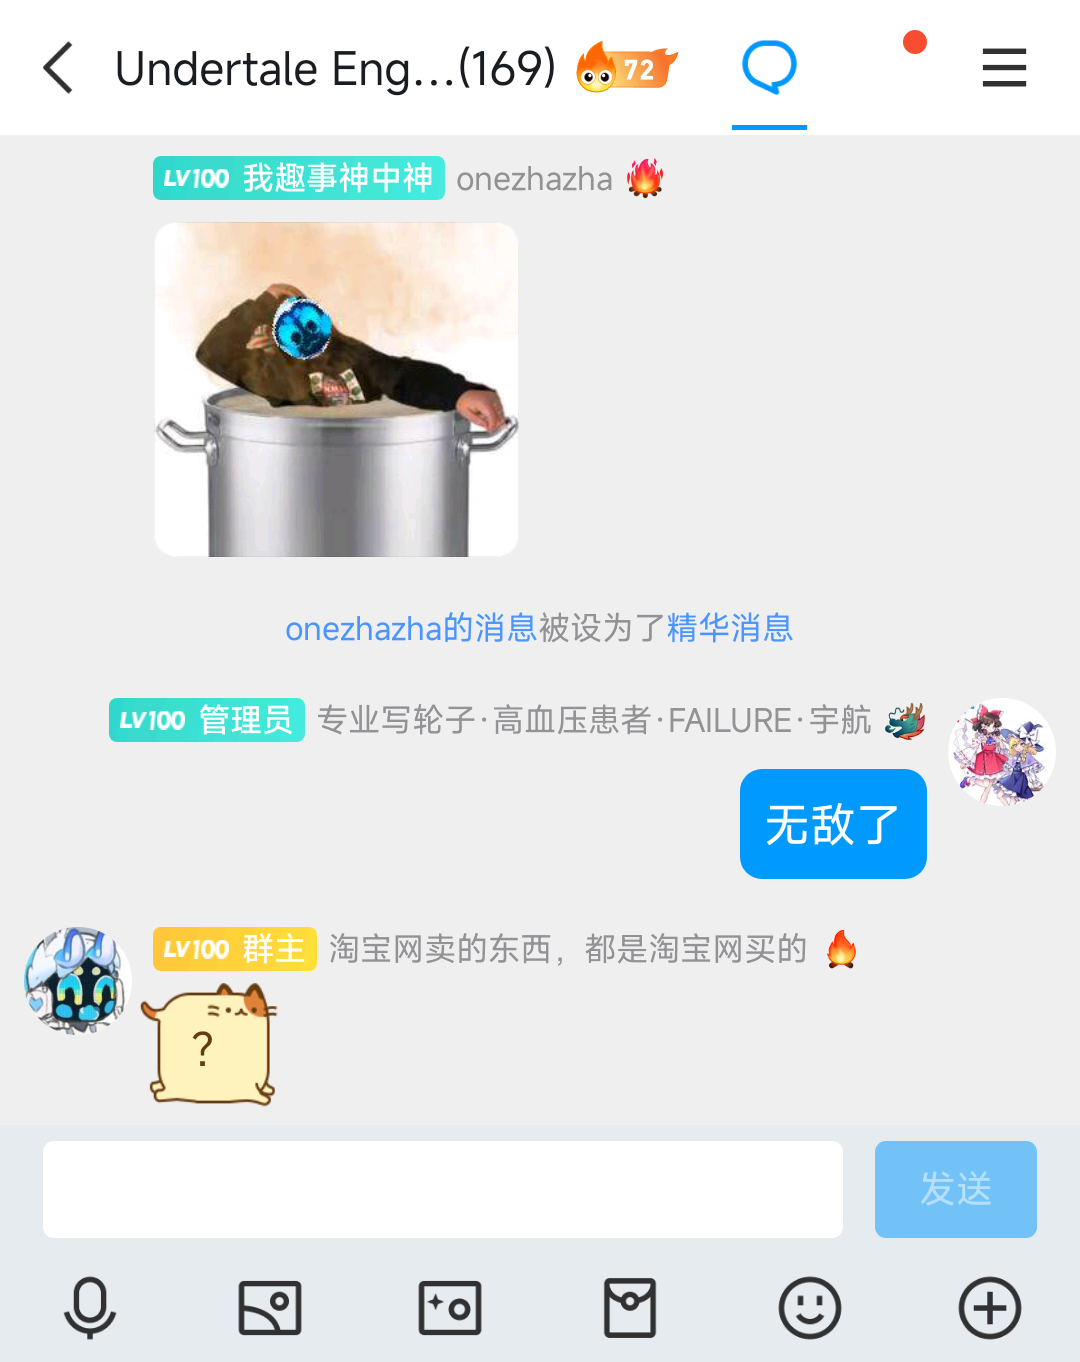 Undertale Eng...(169) 72
LV100 我趣事神中神 onezhazha
onezhazha的消息被设为了精华消息
LV100 管理员 专业写轮子·高血压患者·FAILURE·宇航
无敌了
LV100 群主 淘宝网卖的东西，都是淘宝网买的
？
发送